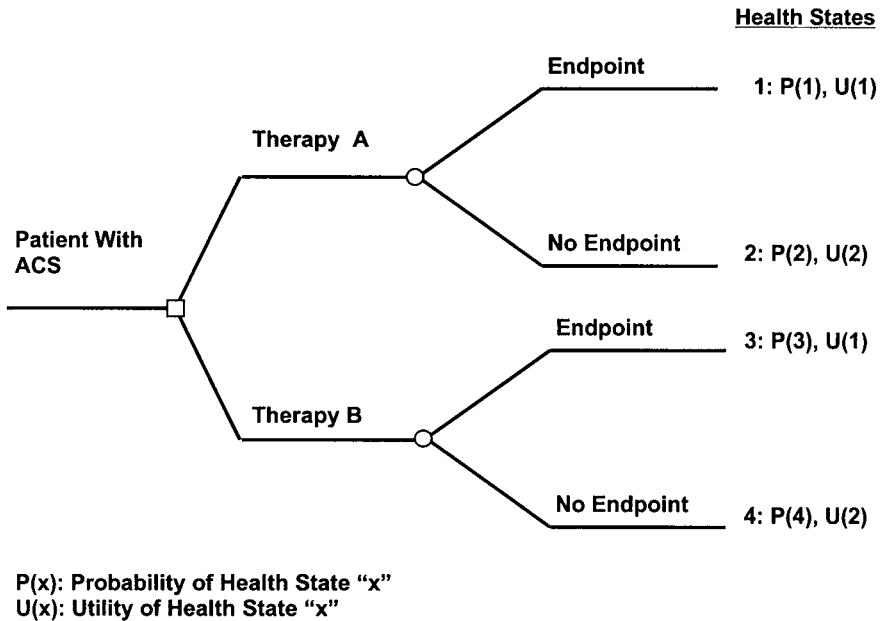 Health States
Endpoint
1: P(1), U(1)
Therapy A
No Endpoint
2: P(2), U(2)
Patient With
ACS
Endpoint
3: P(3), U(1)
Therapy B
No Endpoint
4: P(4), U(2)
P(x): Probability of Health State “x”
U(x): Utility of Health State “x”